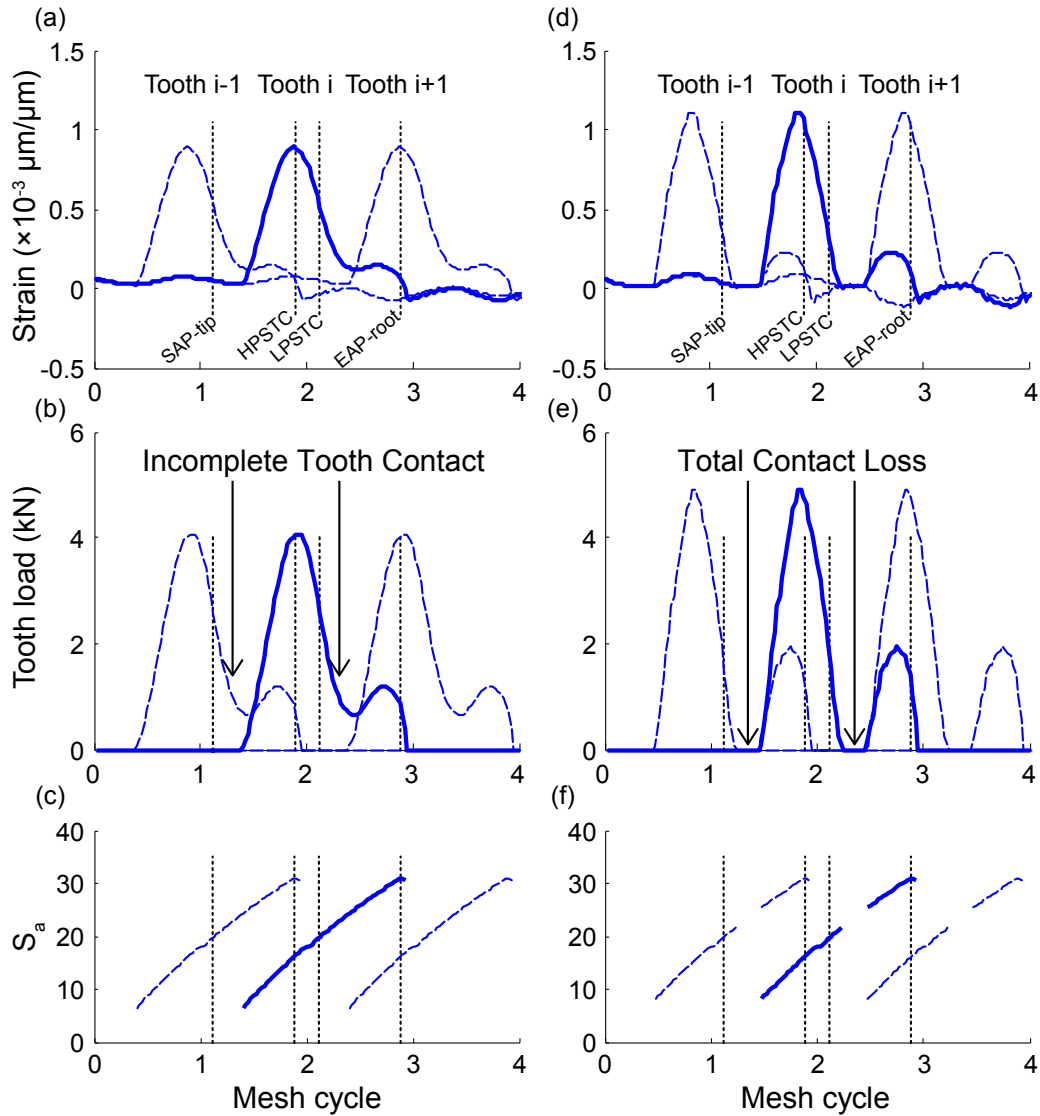 (a)
1.5
1
0.5
0
-0.5
Strain (×10⁻³ μm/μm)
Tooth i-1 Tooth i Tooth i+1
SAP-tip
HPSTC
LPSTC
EAP-root
0 1 2 3 4
(d)
1.5
1
0.5
0
-0.5
Tooth i-1 Tooth i Tooth i+1
SAP-tip
HPSTC
LPSTC
EAP-root
0 1 2 3 4
(b)
6
4
2
0
Tooth load (kN)
Incomplete Tooth Contact
0 1 2 3 4
(e)
6
4
2
0
Total Contact Loss
0 1 2 3 4
(c)
40
30
20
10
0
Sₐ
0 1 2 3 4
Mesh cycle
(f)
40
30
20
10
0
0 1 2 3 4
Mesh cycle